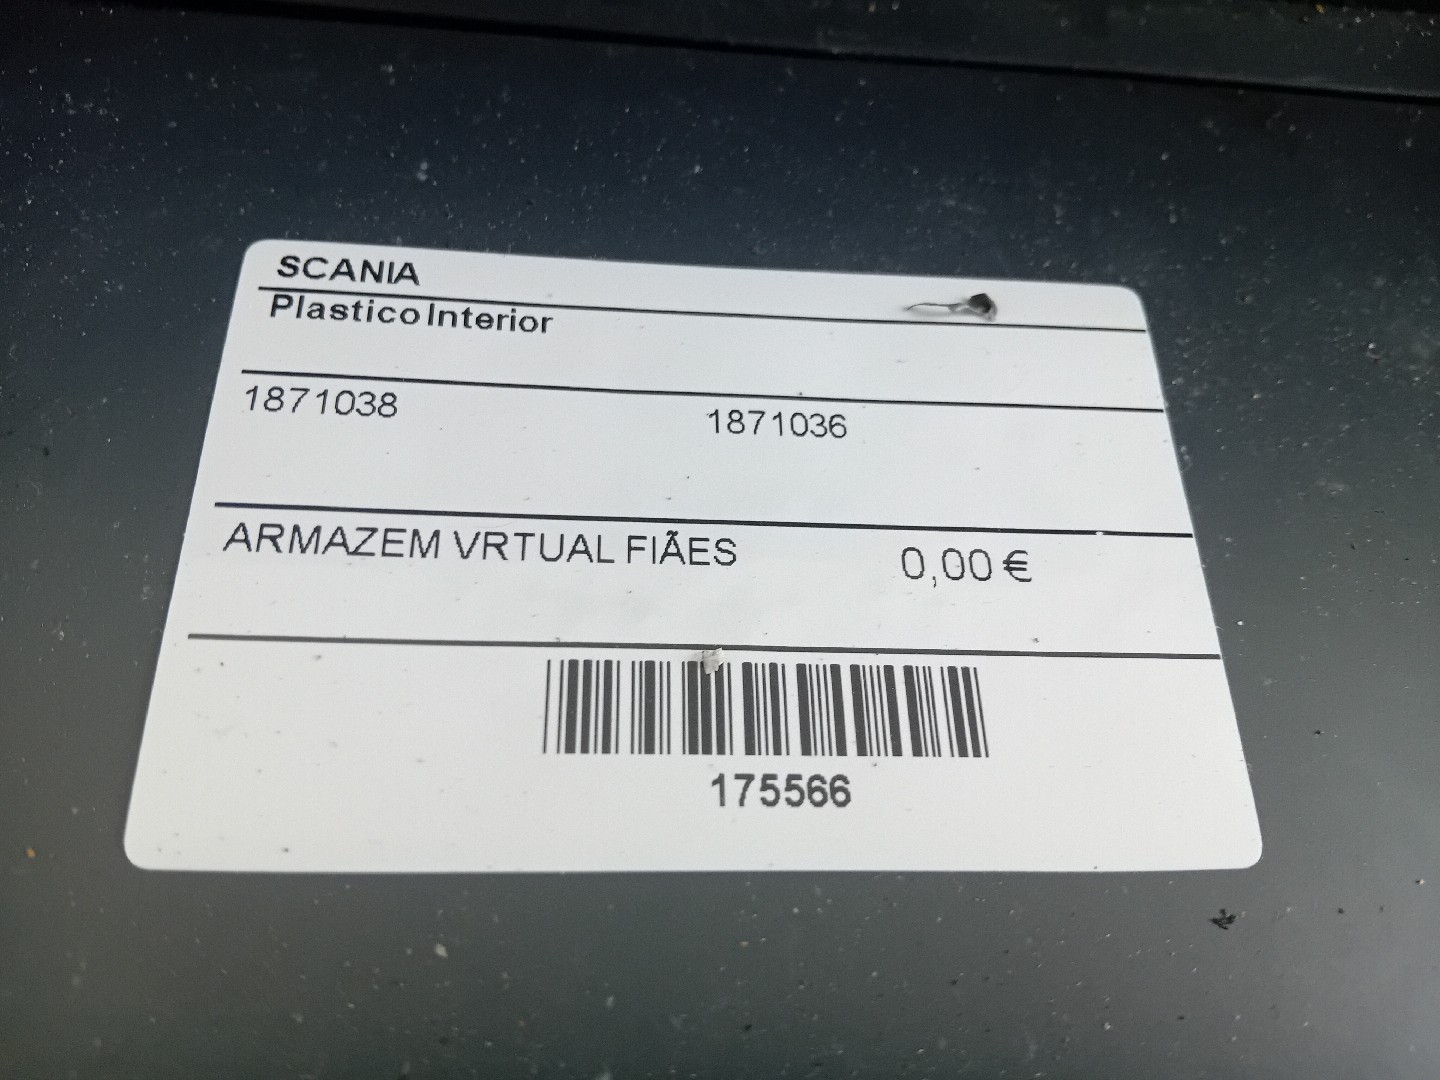 SCANIA
Plastico Interior
1871038 1871036
ARMAZEM VRTUAL FIÃES 0,00 €
175566